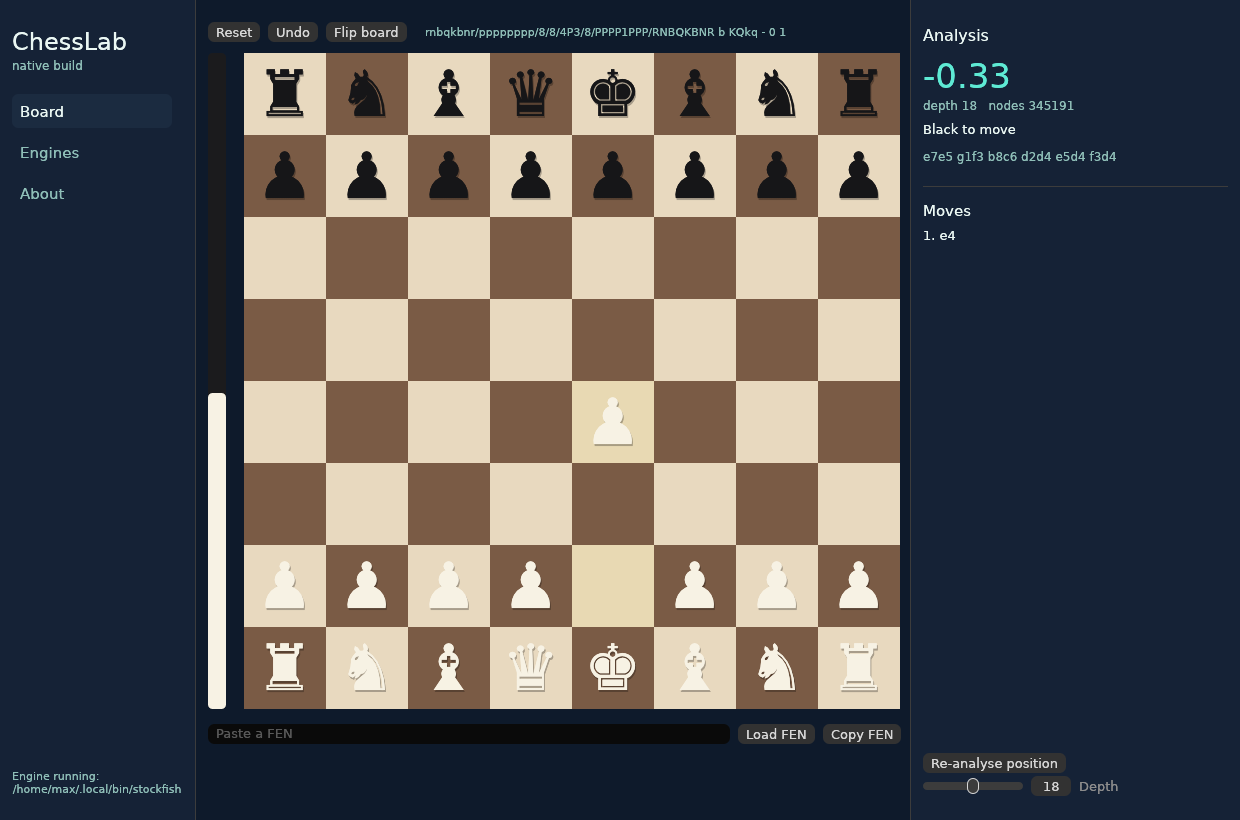 ChessLab
native build
Board
Engines
About
Engine running:
/home/max/.local/bin/stockfish
Reset Undo Flip board rnbqkbnr/pppppppp/8/8/4P3/8/PPPP1PPP/RNBQKBNR b KQkq - 0 1
Paste a FEN Load FEN Copy FEN
Analysis
-0.33
depth 18 nodes 345191
Black to move
e7e5 g1f3 b8c6 d2d4 e5d4 f3d4
Moves
1. e4
Re-analyse position
18 Depth